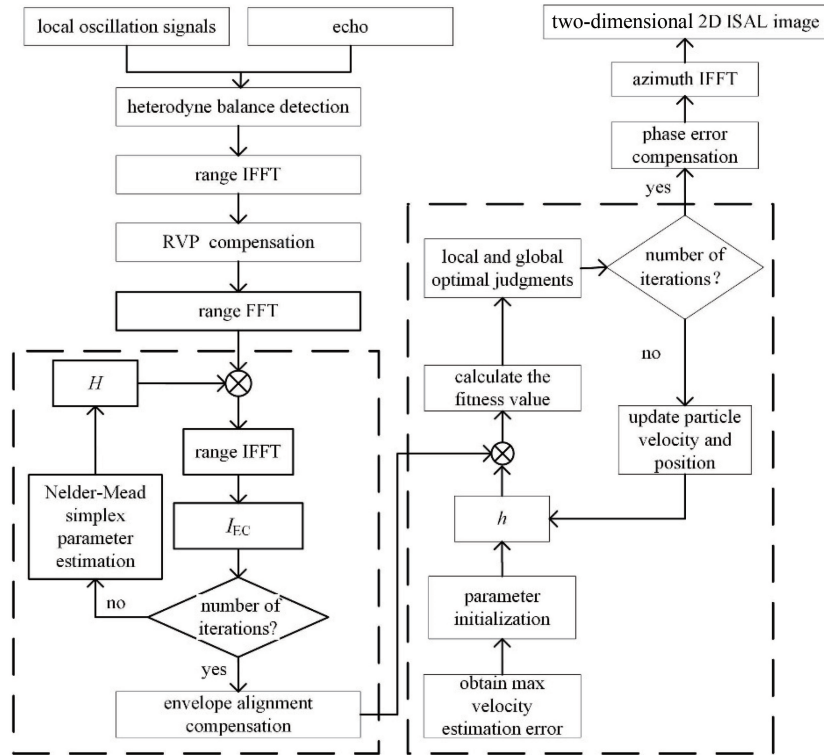 local oscillation signals
echo
heterodyne balance detection
range IFFT
RVP compensation
range FFT
H
range IFFT
Nelder-Mead
simplex
parameter
estimation
I_EC
no
number of
iterations?
yes
envelope alignment
compensation
two-dimensional 2D ISAL image
azimuth IFFT
phase error
compensation
yes
local and global
optimal judgments
number of
iterations?
no
calculate the
fitness value
update particle
velocity and
position
h
parameter
initialization
obtain max
velocity
estimation error